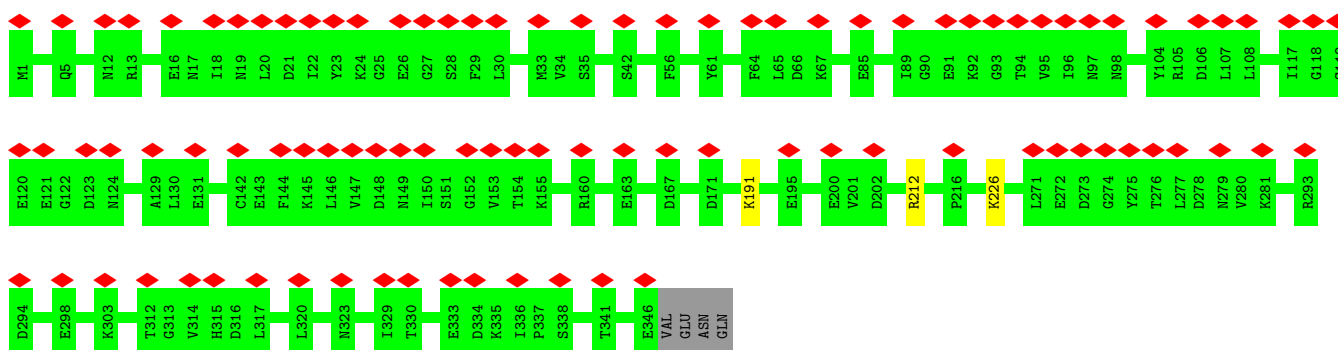 M1 Q5 N12 R13 E16 N17 I18 N19 L20 D21 I22 Y23 K24 G25 E26 G27 S28 F29 L30 M33 V34 S35 S42 F56 Y61 F64 L65 D66 K67 E85 I89 G90 E91 K92 G93 T94 V95 I96 N97 N98 Y104 R105 D106 L107 L108 I117 G118
E120 E121 G122 D123 N124 A129 L130 E131 C142 E143 F144 K145 L146 V147 D148 N149 I150 S151 G152 V153 T154 K155 R160 E163 D167 D171 K191 E195 E200 V201 D202 R212 P216 K226 L271 E272 D273 G274 Y275 T276 L277 D278 N279 V280 K281 R293
D294 E298 K303 T312 G313 V314 H315 D316 L317 L320 N323 I329 T330 E333 D334 K335 I336 P337 S338 T341 E346 VAL GLU ASN GLN